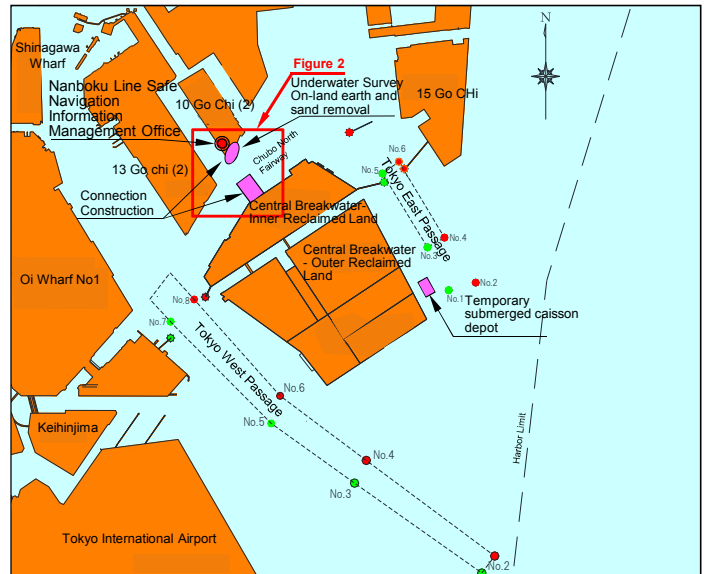 N
Shinagawa
Wharf
Figure 2
Nanboku Line Safe
Navigation
Information
Management Office
10 Go Chi (2)
Underwater Survey
On-land earth and
sand removal
15 Go CHi
Chubo North
Fairway
13 Go chi (2)
No.6
No.5
Connection
Construction
Tokyo East Passage
Central Breakwater-
Inner Reclaimed Land
No.4
No.3
Central Breakwater
- Outer Reclaimed
Land
Oi Wharf No1
No.2
No.1
Temporary
submerged caisson
depot
No.8
No.7
Tokyo West Passage
No.6
No.5
Keihinjima
Harbor Limit
No.4
No.3
Tokyo International Airport
No.2